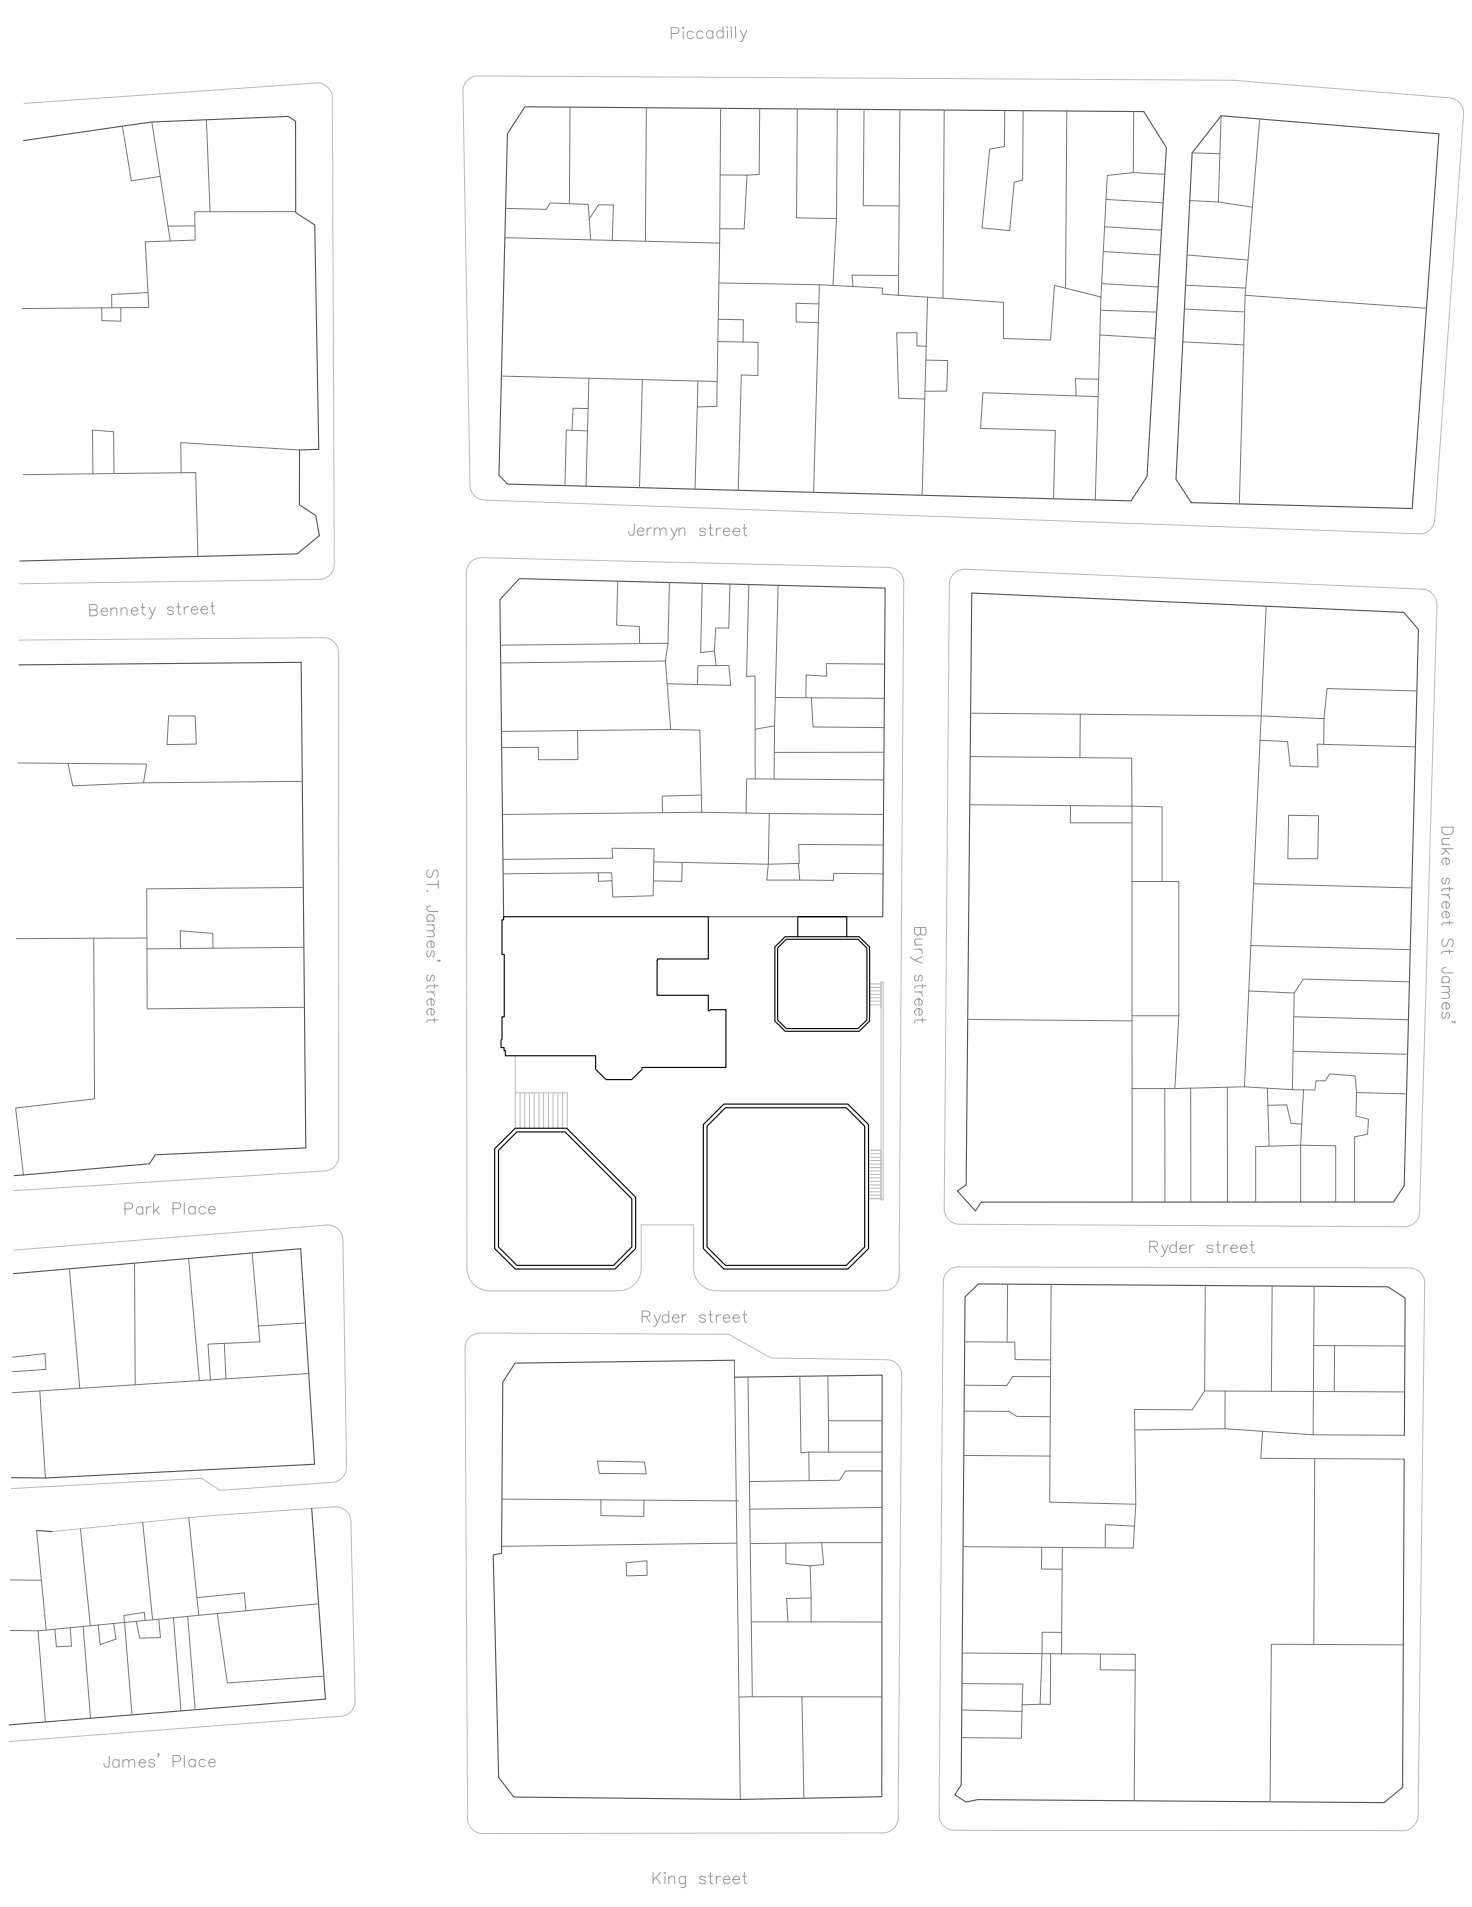 Piccadilly
Jermyn street
Bennety street
ST. James' street
Bury street
Duke street St James'
Park Place
Ryder street
Ryder street
James' Place
King street